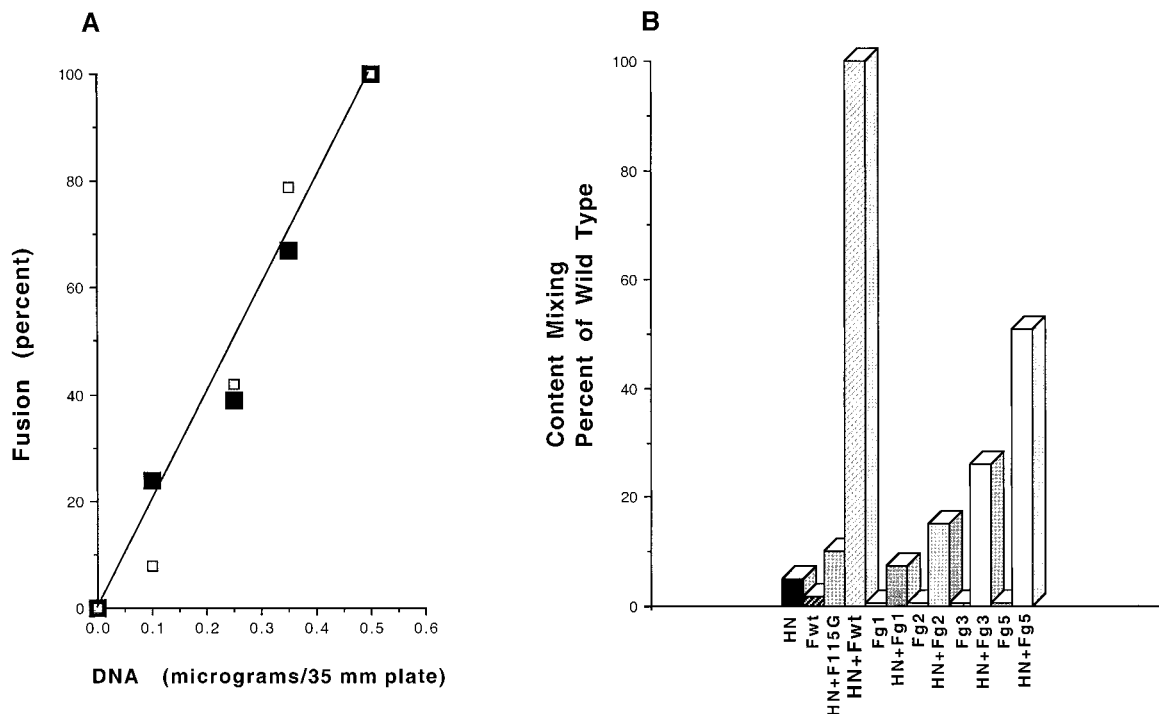 A
Fusion (percent)
100
80
60
40
20
0
0.0 0.1 0.2 0.3 0.4 0.5 0.6
DNA (micrograms/35 mm plate)
B
Content Mixing
Percent of Wild Type
100
80
60
40
20
0
HN
Fwt
HN+F115G
HN+Fwt
Fg1
HN+Fg1
Fg2
HN+Fg2
Fg3
HN+Fg3
Fg5
HN+Fg5